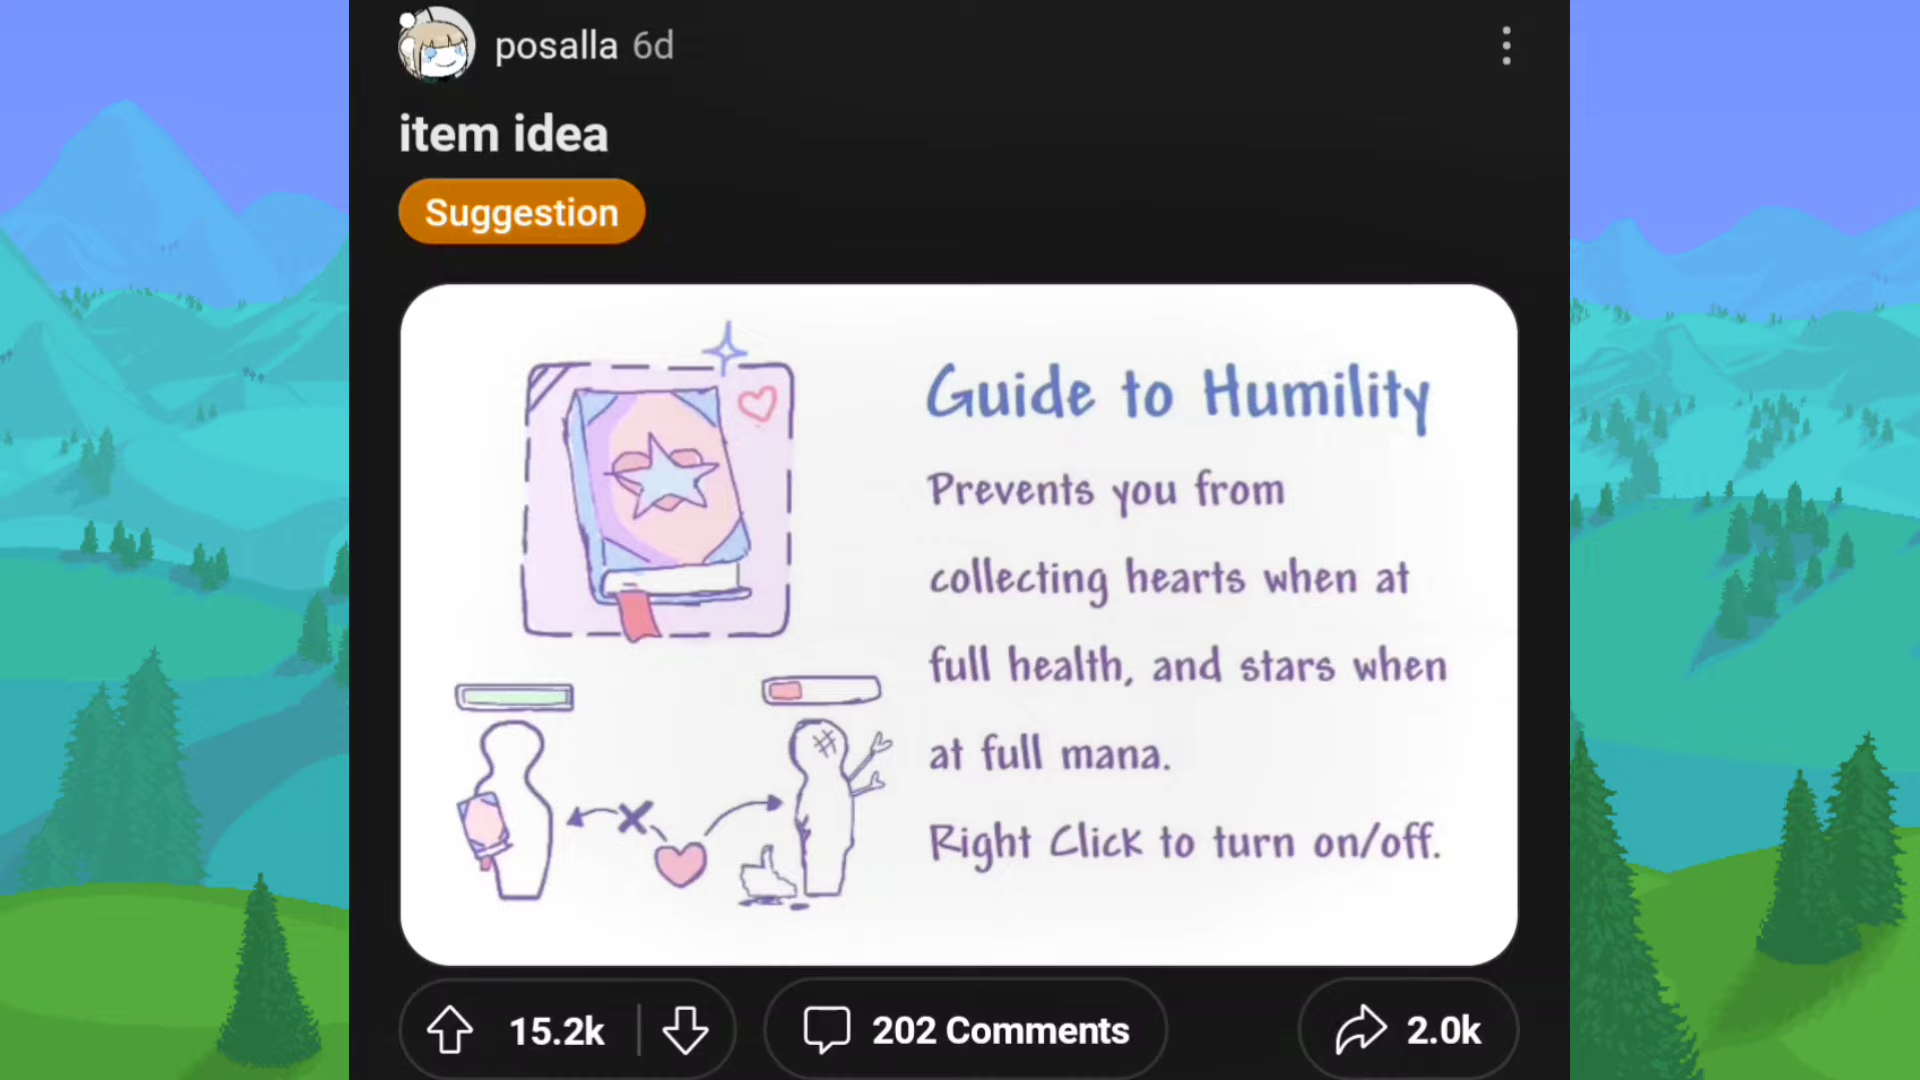 posalla 6d
item idea
Suggestion
Guide to Humility
Prevents you from
collecting hearts when at
full health, and stars when
at full mana.
Right Click to turn on/off.
15.2k
202 Comments
2.0k